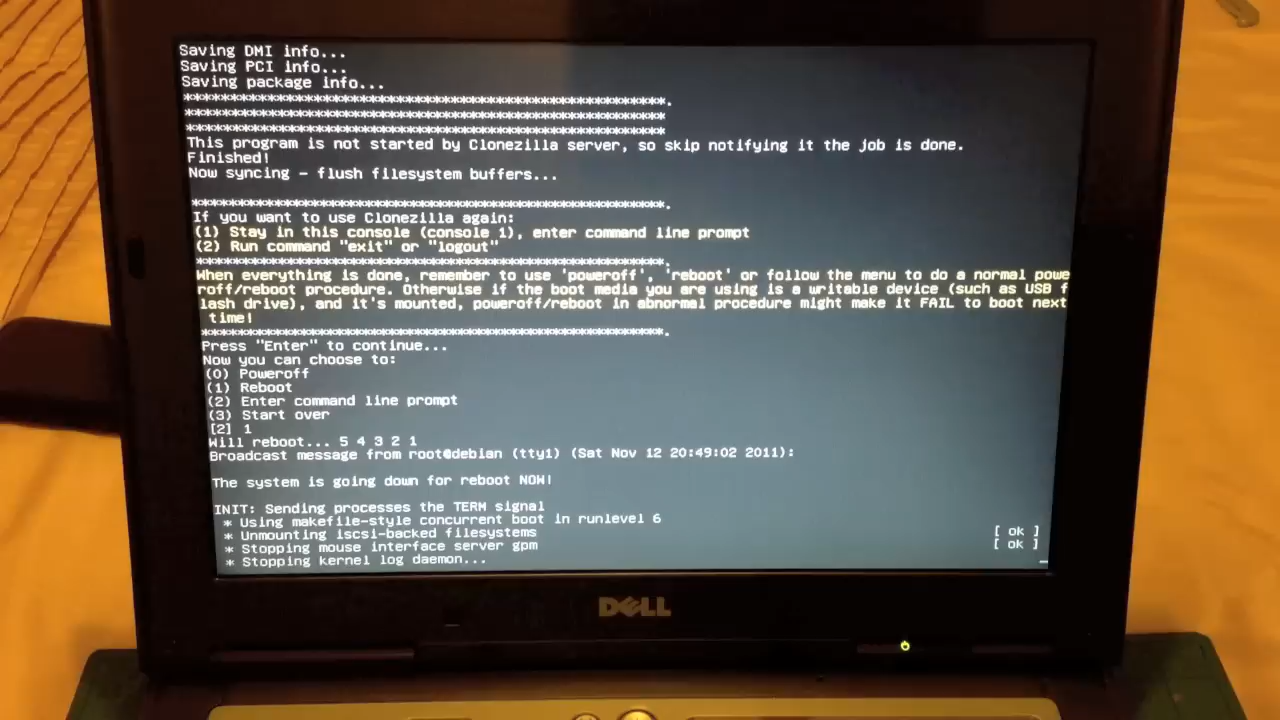 Saving DMI info...
Saving PCI info...
Saving package info...
*****************************************************************.
*****************************************************************
*****************************************************************
This program is not started by Clonezilla server, so skip notifying it the job is done.
Finished!
Now syncing - flush filesystem buffers...
*****************************************************************.
If you want to use Clonezilla again:
(1) Stay in this console (console 1), enter command line prompt
(2) Run command "exit" or "logout"
*****************************************************************.
When everything is done, remember to use 'poweroff', 'reboot' or follow the menu to do a normal powe
roff/reboot procedure. Otherwise if the boot media you are using is a writable device (such as USB f
lash drive), and it's mounted, poweroff/reboot in abnormal procedure might make it FAIL to boot next
time!
*****************************************************************.
Press "Enter" to continue...
Now you can choose to:
(0) Poweroff
(1) Reboot
(2) Enter command line prompt
(3) Start over
[2] 1
Will reboot... 5 4 3 2 1
Broadcast message from root@debian (tty1) (Sat Nov 12 20:49:02 2011):
The system is going down for reboot NOW!
INIT: Sending processes the TERM signal
* Using makefile-style concurrent boot in runlevel 6
* Unmounting iscsi-backed filesystems [ ok ]
* Stopping mouse interface server gpm [ ok ]
* Stopping kernel log daemon...
DELL